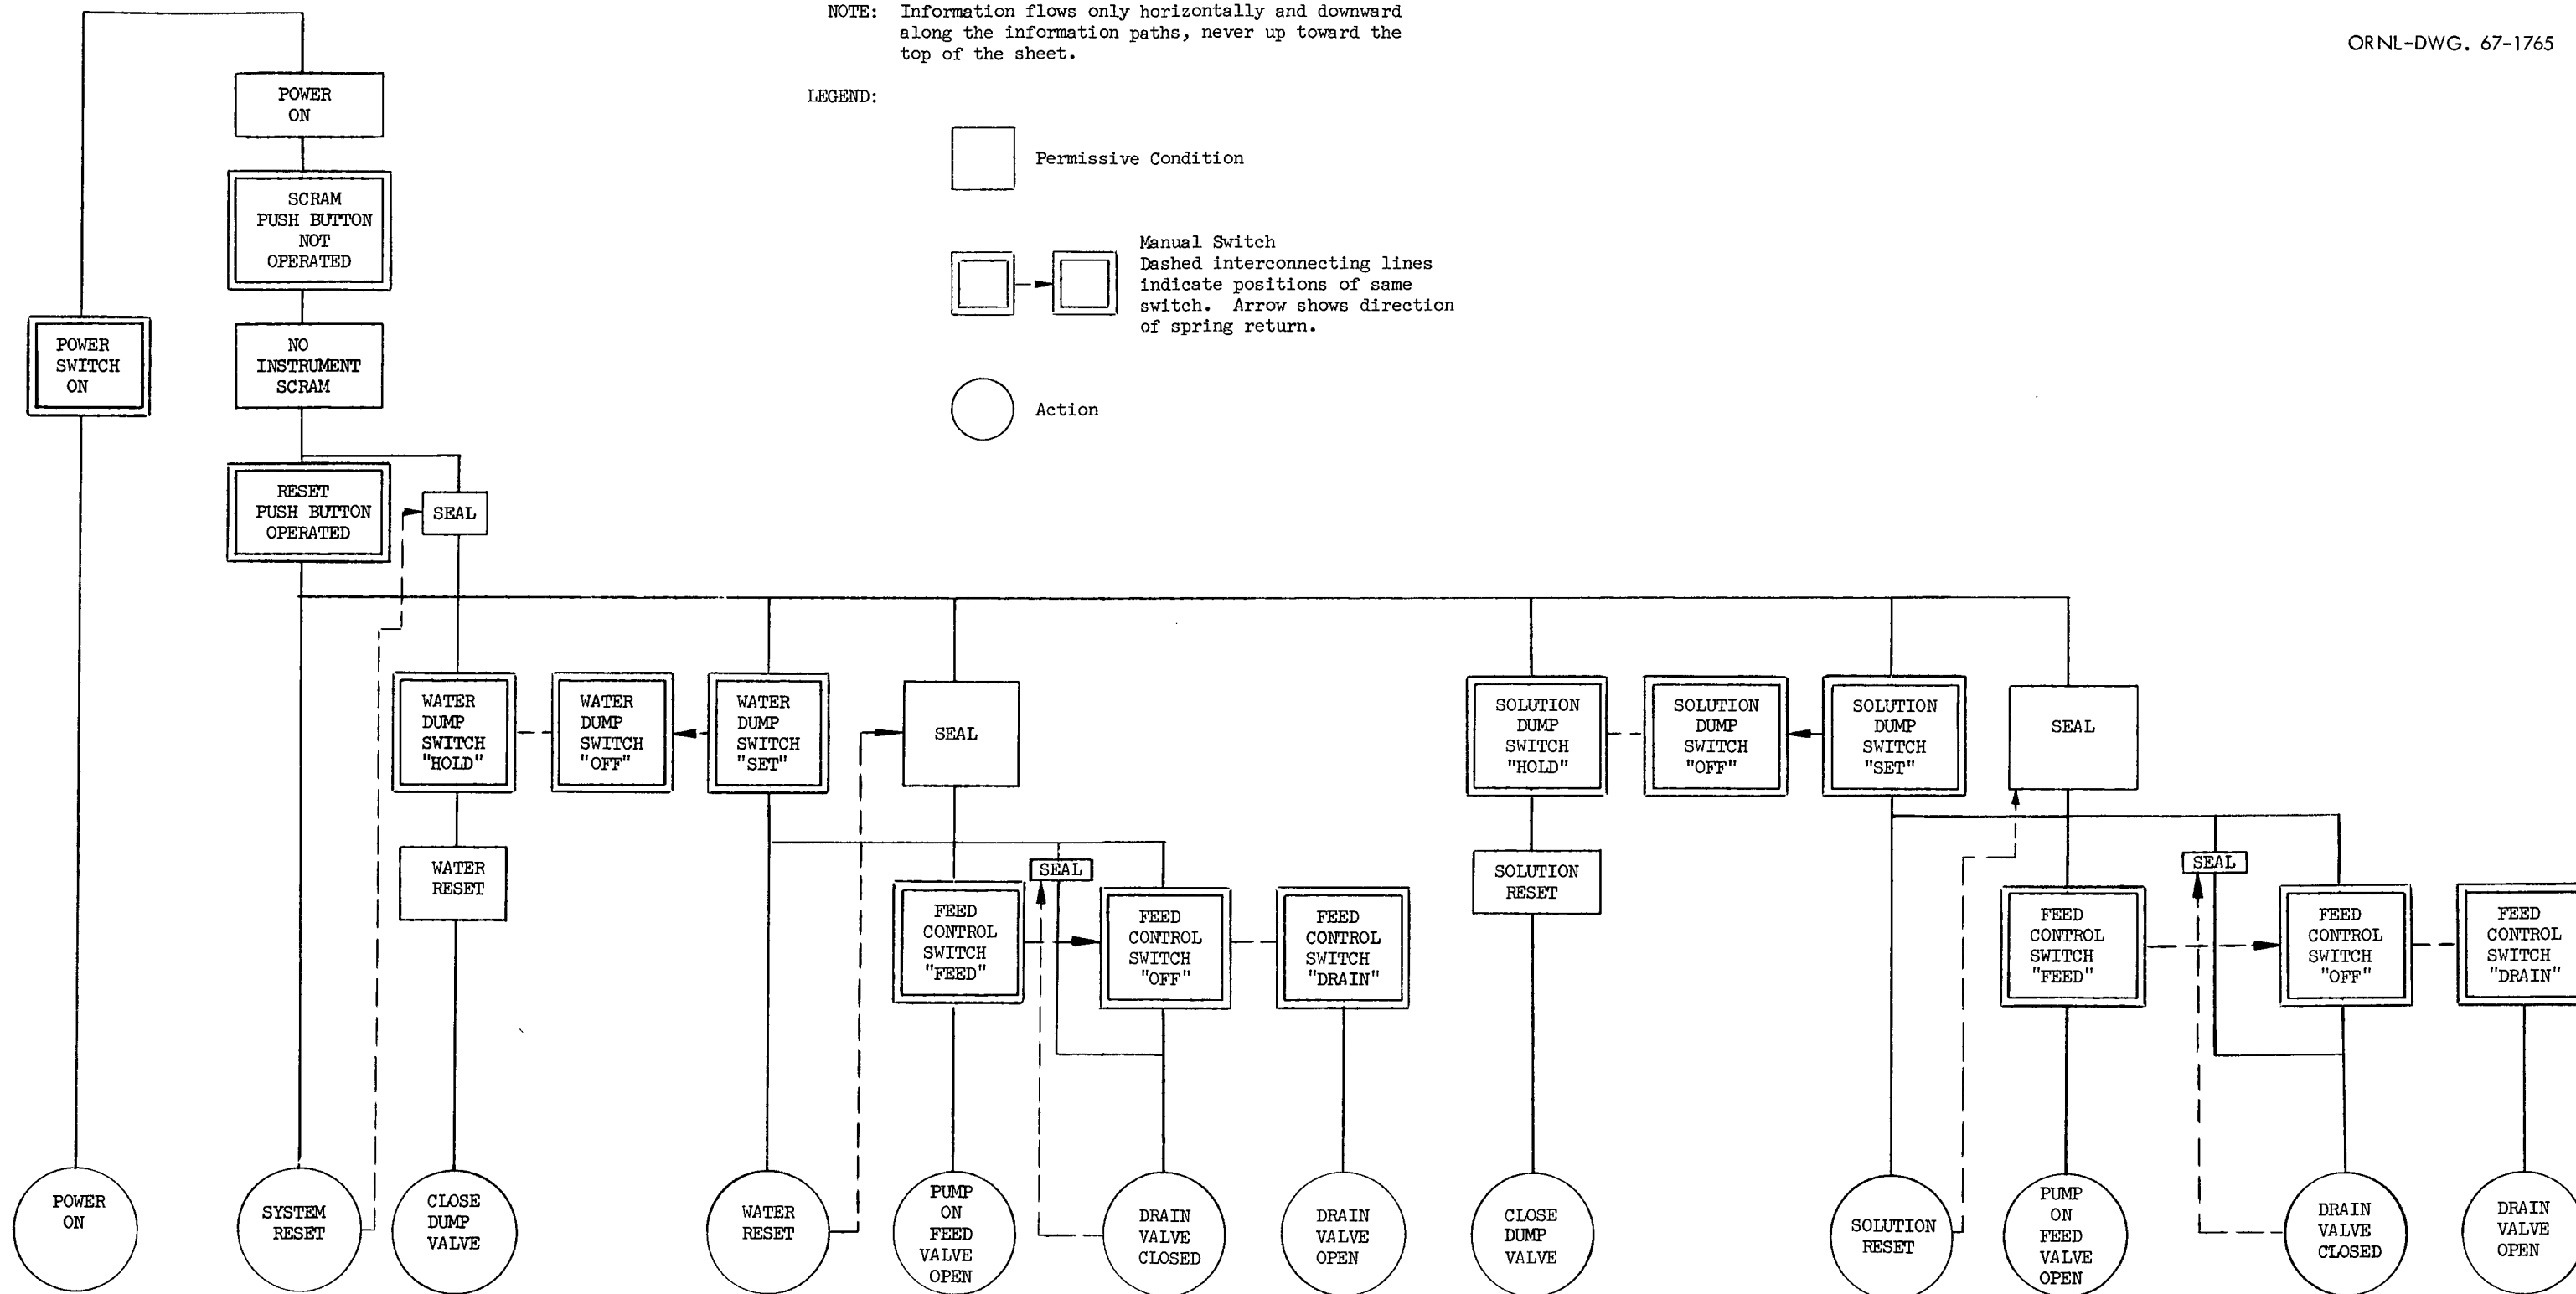 NOTE: Information flows only horizontally and downward
along the information paths, never up toward the
top of the sheet.
ORNL-DWG. 67-1765
LEGEND:
Permissive Condition
Manual Switch
Dashed interconnecting lines
indicate positions of same
switch. Arrow shows direction
of spring return.
Action
POWER
ON
SCRAM
PUSH BUTTON
NOT
OPERATED
POWER
SWITCH
ON
NO
INSTRUMENT
SCRAM
RESET
PUSH BUTTON
OPERATED
SEAL
WATER
DUMP
SWITCH
"HOLD"
WATER
DUMP
SWITCH
"OFF"
WATER
DUMP
SWITCH
"SET"
SEAL
SOLUTION
DUMP
SWITCH
"HOLD"
SOLUTION
DUMP
SWITCH
"OFF"
SOLUTION
DUMP
SWITCH
"SET"
SEAL
WATER
RESET
SEAL
SOLUTION
RESET
SEAL
FEED
CONTROL
SWITCH
"FEED"
FEED
CONTROL
SWITCH
"OFF"
FEED
CONTROL
SWITCH
"DRAIN"
FEED
CONTROL
SWITCH
"FEED"
FEED
CONTROL
SWITCH
"OFF"
FEED
CONTROL
SWITCH
"DRAIN"
POWER
ON
SYSTEM
RESET
CLOSE
DUMP
VALVE
WATER
RESET
PUMP
ON
FEED
VALVE
OPEN
DRAIN
VALVE
CLOSED
DRAIN
VALVE
OPEN
CLOSE
DUMP
VALVE
SOLUTION
RESET
PUMP
ON
FEED
VALVE
OPEN
DRAIN
VALVE
CLOSED
DRAIN
VALVE
OPEN